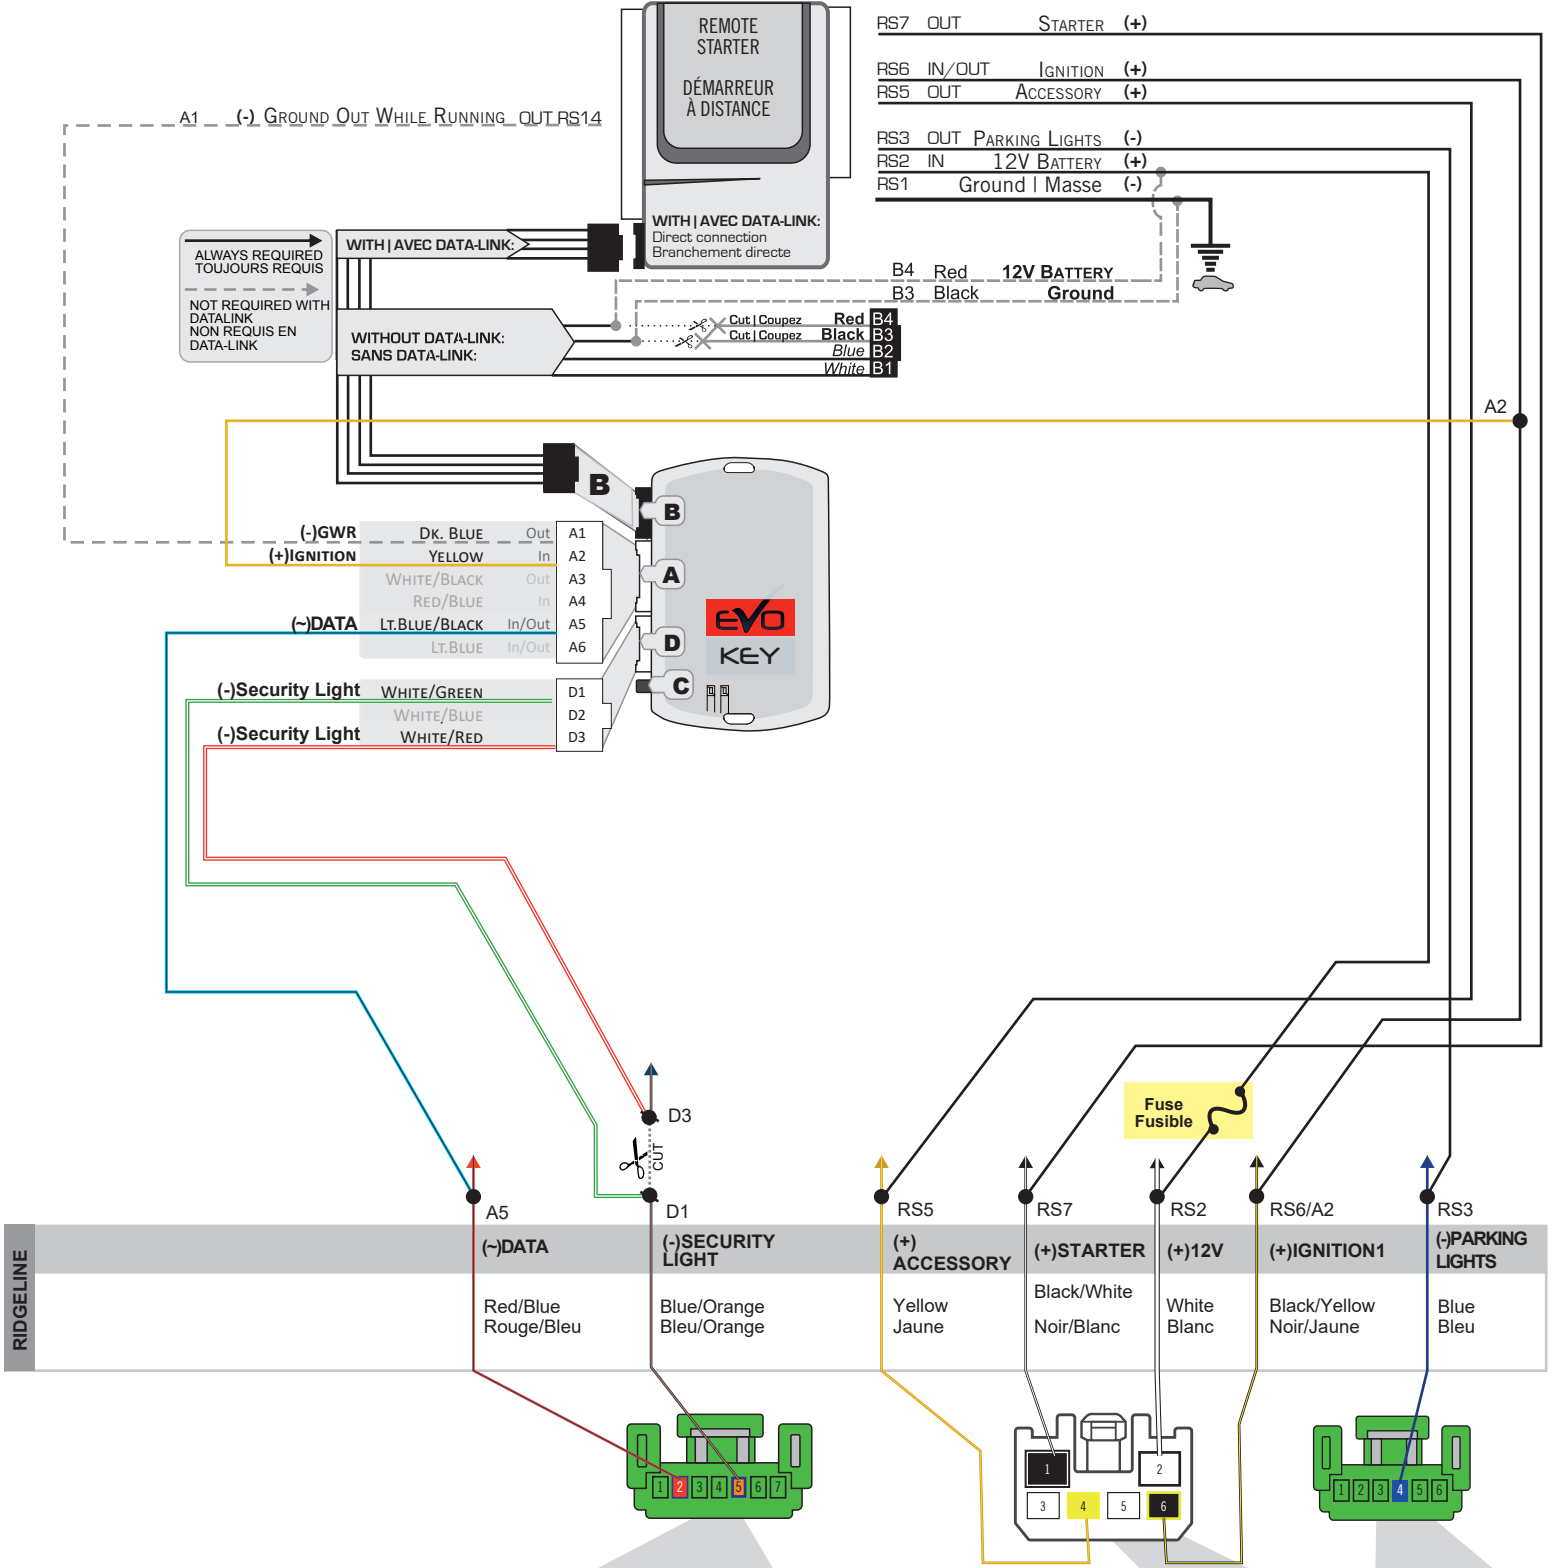 REMOTE
STARTER
DÉMARREUR
À DISTANCE
WITH | AVEC DATA-LINK:
Direct connection
Branchement directe
RS7 OUT STARTER (+)
RS6 IN/OUT IGNITION (+)
RS5 OUT ACCESSORY (+)
RS3 OUT PARKING LIGHTS (-)
RS2 IN 12V BATTERY (+)
RS1 Ground | Masse (-)
A1 (-) GROUND OUT WHILE RUNNING OUT RS14
ALWAYS REQUIRED
TOUJOURS REQUIS
NOT REQUIRED WITH
DATALINK
NON REQUIS EN
DATA-LINK
WITH | AVEC DATA-LINK:
B4 Red 12V BATTERY
B3 Black Ground
WITHOUT DATA-LINK:
SANS DATA-LINK:
Cut | Coupez Red B4
Cut | Coupez Black B3
Blue B2
White B1
A2
B
B
A
D
C
EVO
KEY
(-)GWR DK. BLUE Out A1
(+)IGNITION YELLOW In A2
WHITE/BLACK Out A3
RED/BLUE In A4
(~)DATA LT.BLUE/BLACK In/Out A5
LT.BLUE In/Out A6
(-)Security Light WHITE/GREEN D1
WHITE/BLUE D2
(-)Security Light WHITE/RED D3
D3
CUT
D1
Fuse
Fusible
A5
RS5
RS7
RS2
RS6/A2
RS3
RIDGELINE
(~)DATA
(-)SECURITY
LIGHT
(+)
ACCESSORY
(+)STARTER
(+)12V
(+)IGNITION1
(-)PARKING
LIGHTS
Red/Blue
Rouge/Bleu
Blue/Orange
Bleu/Orange
Yellow
Jaune
Black/White
Noir/Blanc
White
Blanc
Black/Yellow
Noir/Jaune
Blue
Bleu
1 2 3 4 5 6 7
1 2
3 4 5 6
1 2 3 4 5 6